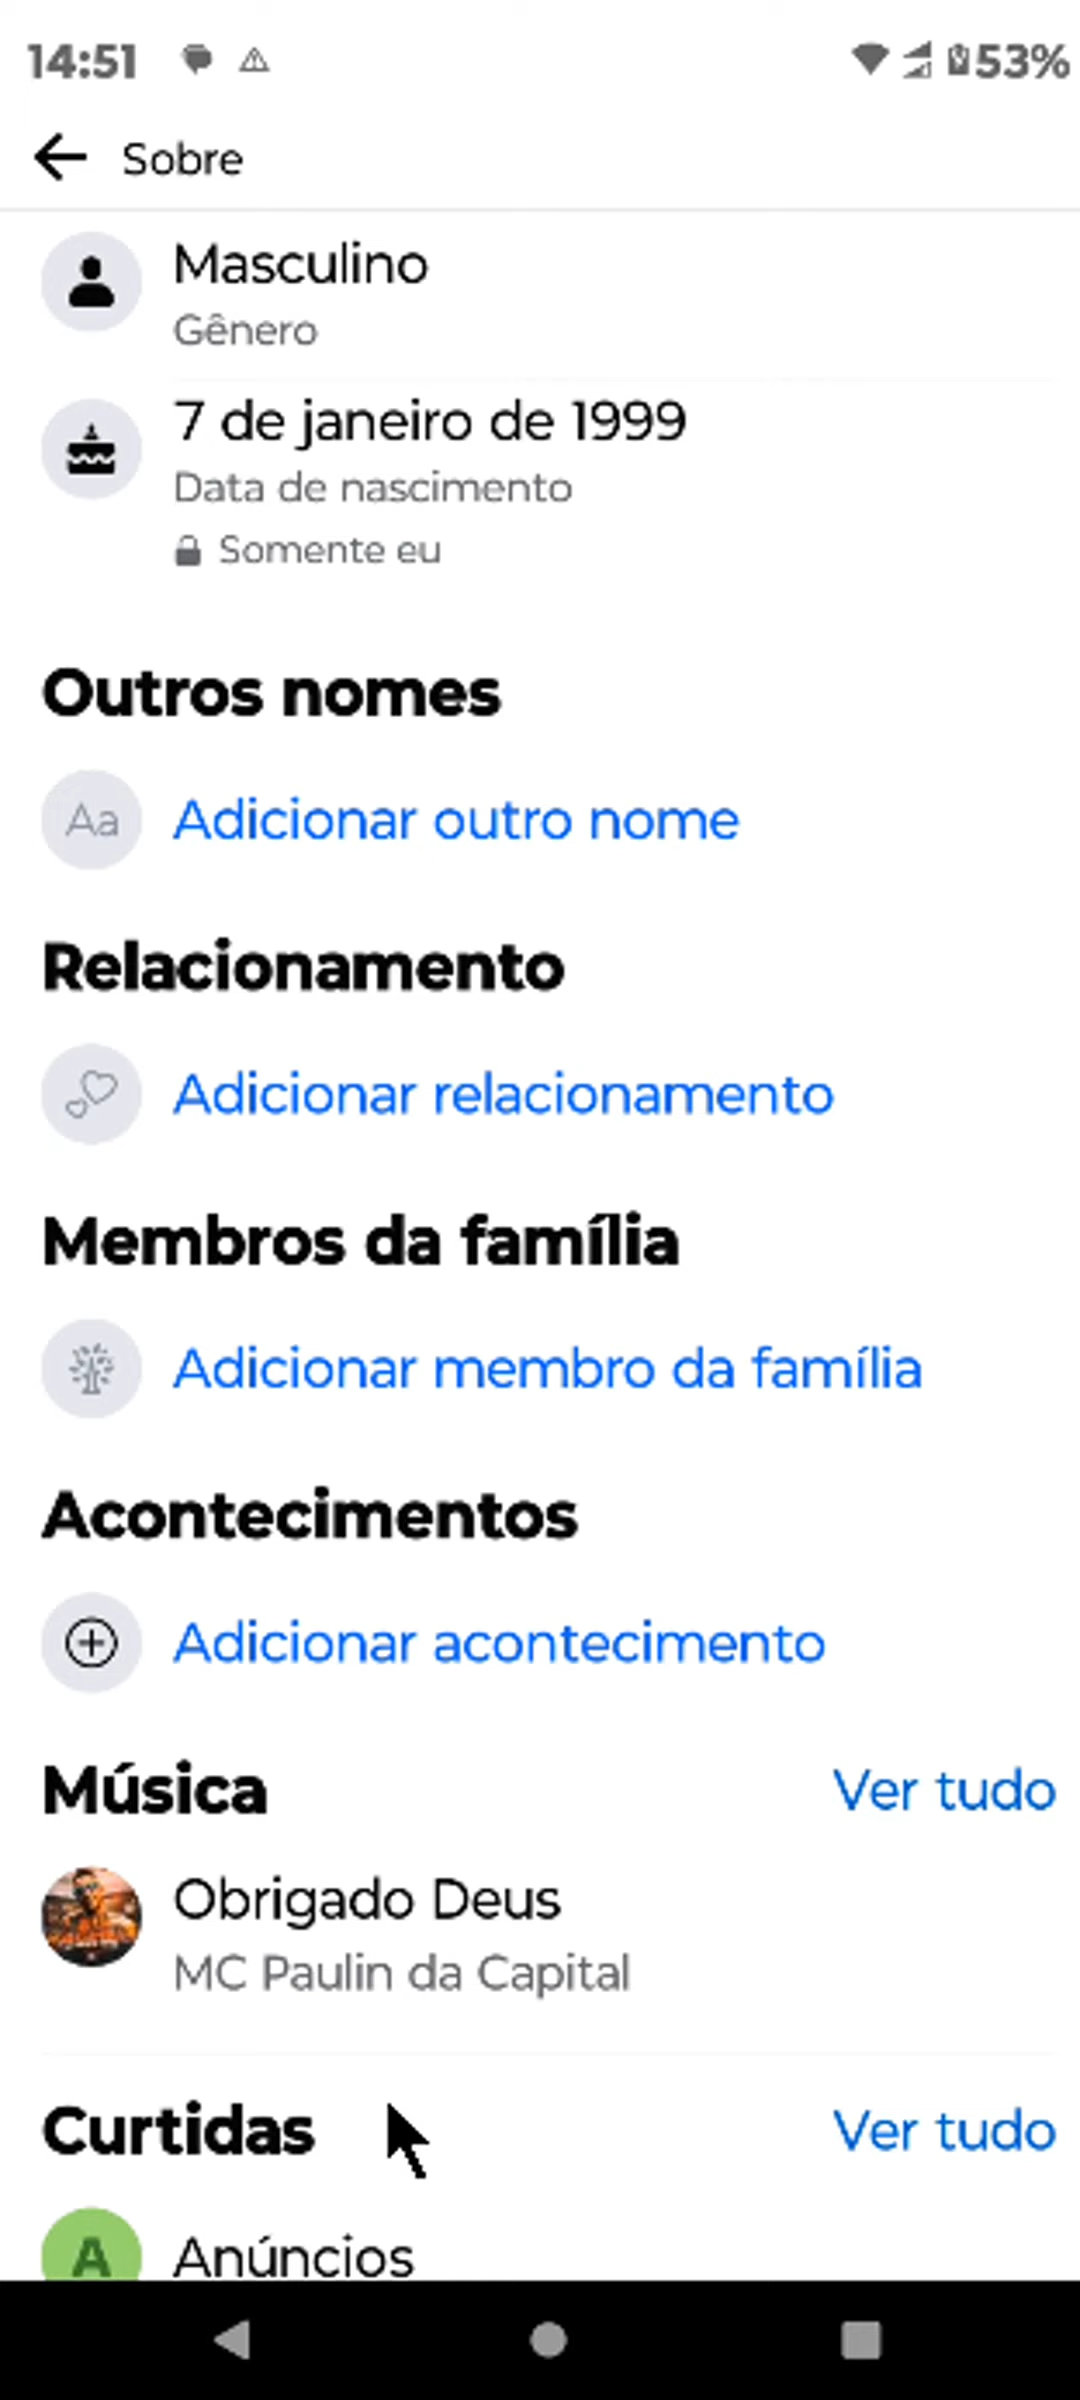 14:51 53%
Sobre
Masculino
Gênero
7 de janeiro de 1999
Data de nascimento
Somente eu
Outros nomes
Aa Adicionar outro nome
Relacionamento
Adicionar relacionamento
Membros da família
Adicionar membro da família
Acontecimentos
Adicionar acontecimento
Música Ver tudo
Obrigado Deus
MC Paulin da Capital
Curtidas Ver tudo
A Anúncios